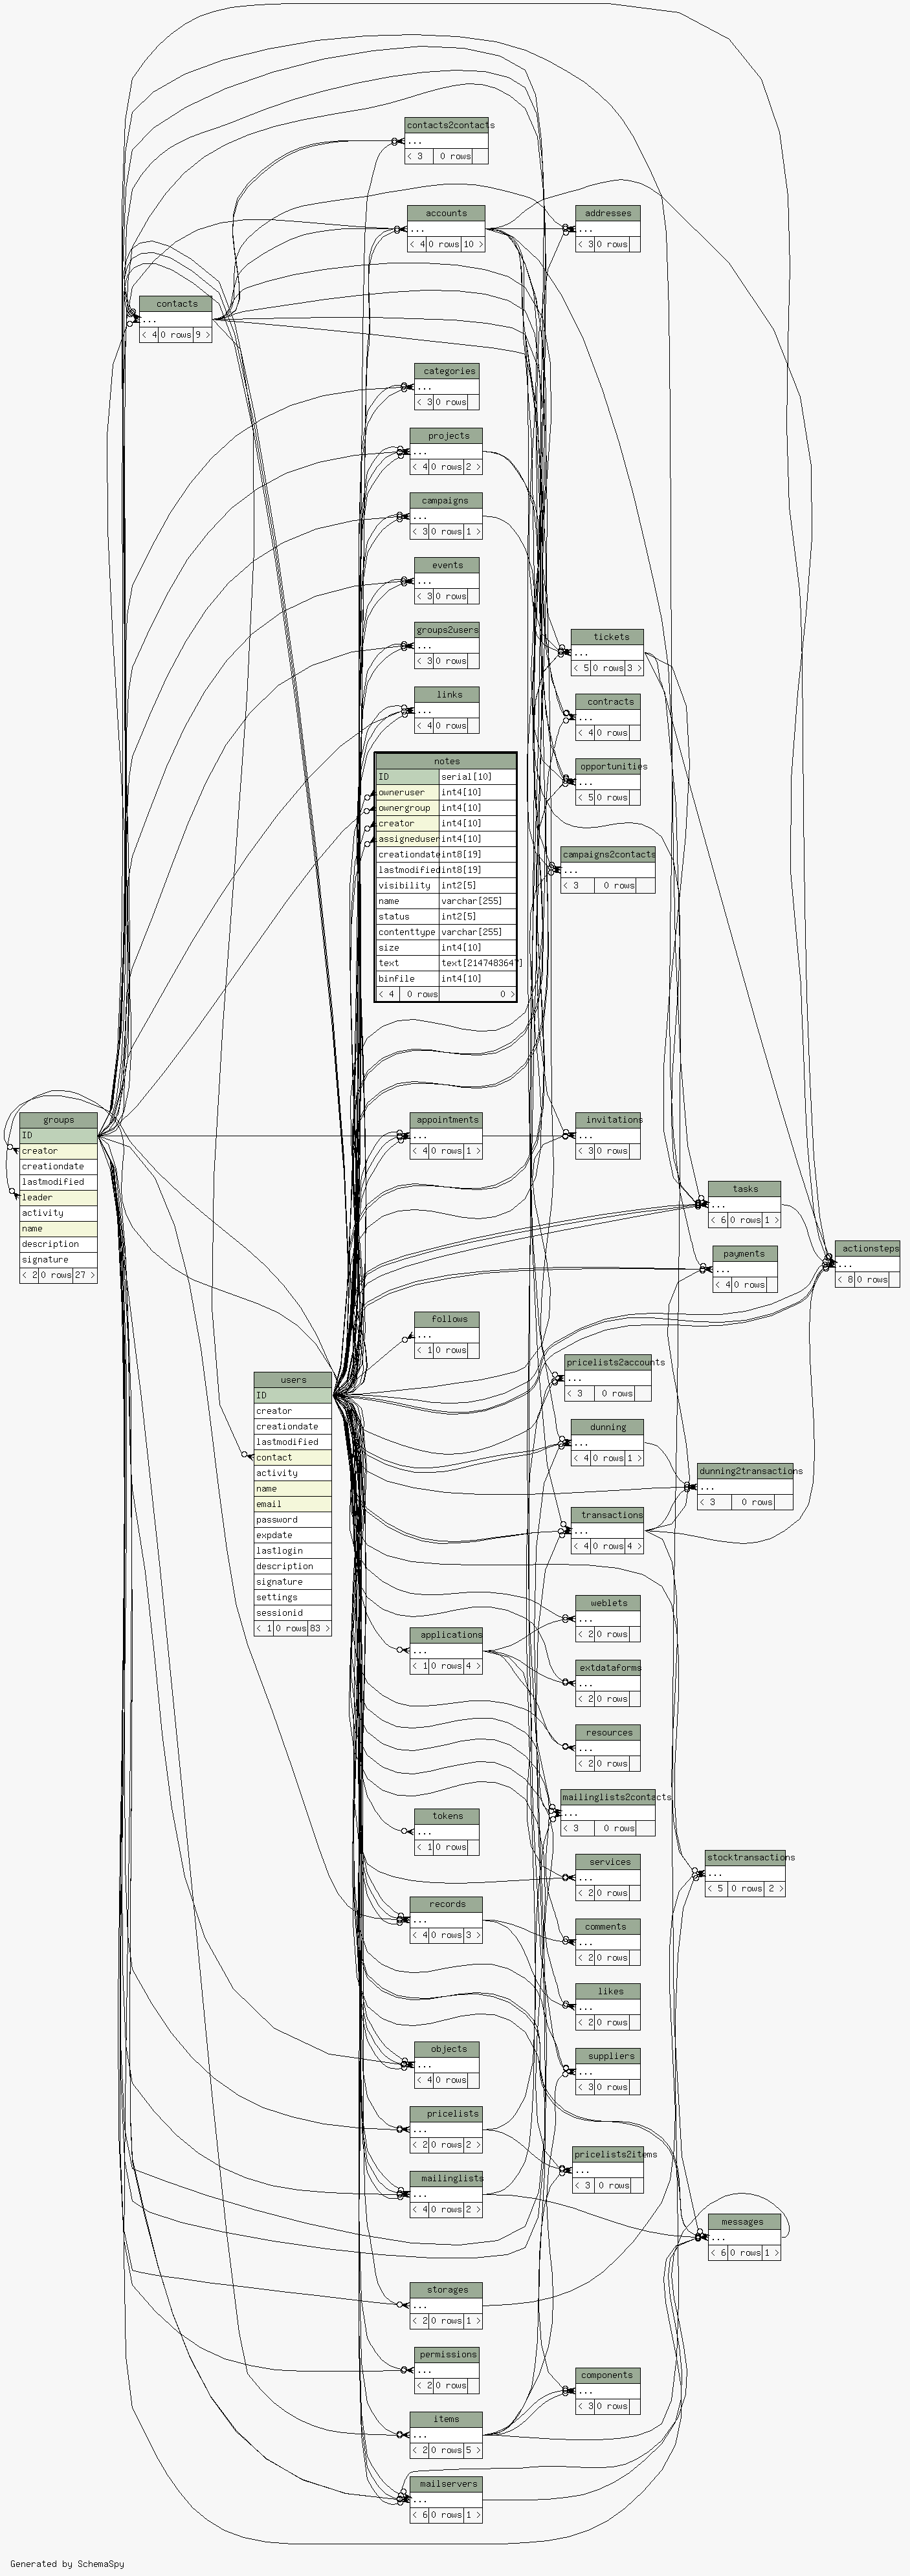 contacts2contacts
...
< 3 0 rows
accounts
...
< 4 0 rows 10 >
addresses
...
< 3 0 rows
contacts
...
< 4 0 rows 9 >
categories
...
< 3 0 rows
projects
...
< 4 0 rows 2 >
campaigns
...
< 3 0 rows 1 >
events
...
< 3 0 rows
groups2users
...
< 3 0 rows
links
...
< 4 0 rows
tickets
...
< 5 0 rows 3 >
contracts
...
< 4 0 rows
opportunities
...
< 5 0 rows
campaigns2contacts
...
< 3 0 rows
notes
ID serial[10]
owneruser int4[10]
ownergroup int4[10]
creator int4[10]
assigneduser int4[10]
creationdate int8[19]
lastmodified int8[19]
visibility int2[5]
name varchar[255]
status int2[5]
contenttype varchar[255]
size int4[10]
text text[2147483647]
binfile int4[10]
< 4 0 rows 0 >
groups
ID
creator
creationdate
lastmodified
leader
activity
name
description
signature
< 2 0 rows 27 >
appointments
...
< 4 0 rows 1 >
invitations
...
< 3 0 rows
tasks
...
< 6 0 rows 1 >
payments
...
< 4 0 rows
actionsteps
...
< 8 0 rows
follows
...
< 1 0 rows
users
ID
creator
creationdate
lastmodified
contact
activity
name
email
password
expdate
lastlogin
description
signature
settings
sessionid
< 1 0 rows 83 >
pricelists2accounts
...
< 3 0 rows
dunning
...
< 4 0 rows 1 >
dunning2transactions
...
< 3 0 rows
transactions
...
< 4 0 rows 4 >
weblets
...
< 2 0 rows
applications
...
< 1 0 rows 4 >
extdataforms
...
< 2 0 rows
resources
...
< 2 0 rows
mailinglists2contacts
...
< 3 0 rows
tokens
...
< 1 0 rows
services
...
< 2 0 rows
stocktransactions
...
< 5 0 rows 2 >
records
...
< 4 0 rows 3 >
comments
...
< 2 0 rows
likes
...
< 2 0 rows
objects
...
< 4 0 rows
suppliers
...
< 3 0 rows
pricelists
...
< 2 0 rows 2 >
pricelists2items
...
< 3 0 rows
mailinglists
...
< 4 0 rows 2 >
messages
...
< 6 0 rows 1 >
storages
...
< 2 0 rows 1 >
permissions
...
< 2 0 rows
components
...
< 3 0 rows
items
...
< 2 0 rows 5 >
mailservers
...
< 6 0 rows 1 >
Generated by SchemaSpy